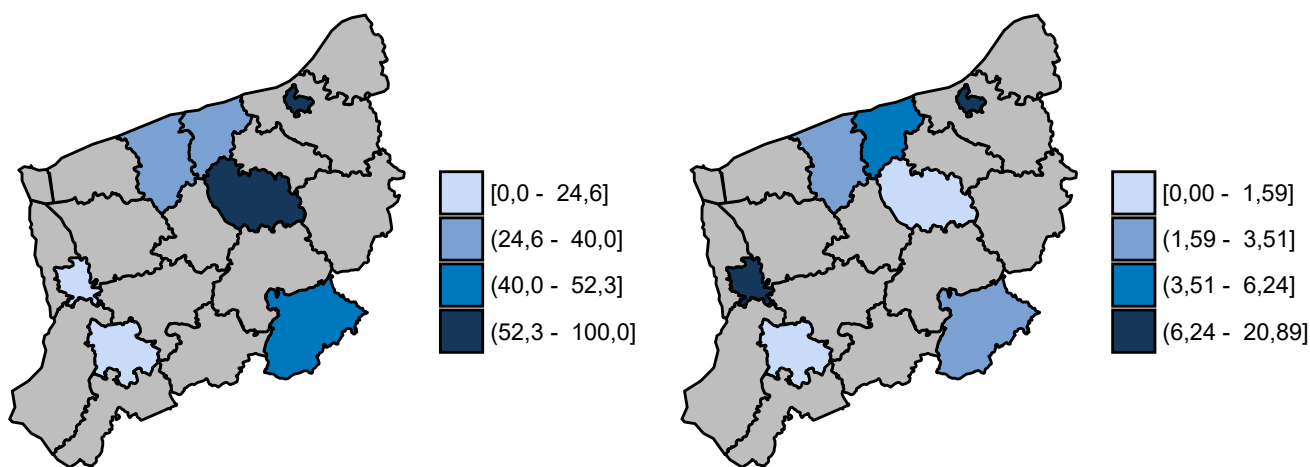 [0,0 - 24,6]
(24,6 - 40,0]
(40,0 - 52,3]
(52,3 - 100,0]
[0,00 - 1,59]
(1,59 - 3,51]
(3,51 - 6,24]
(6,24 - 20,89]